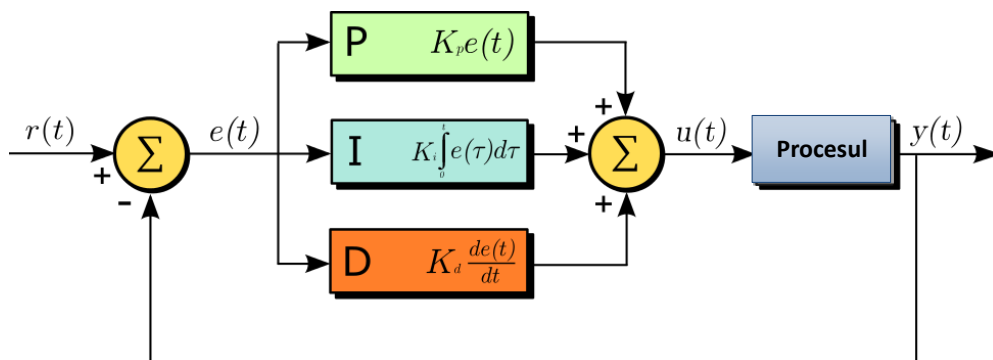 P K_p e(t)
+
r(t) Σ e(t) I K_i ∫_0^t e(τ)dτ + Σ u(t) Procesul y(t)
+
-
+
D K_d de(t)/dt